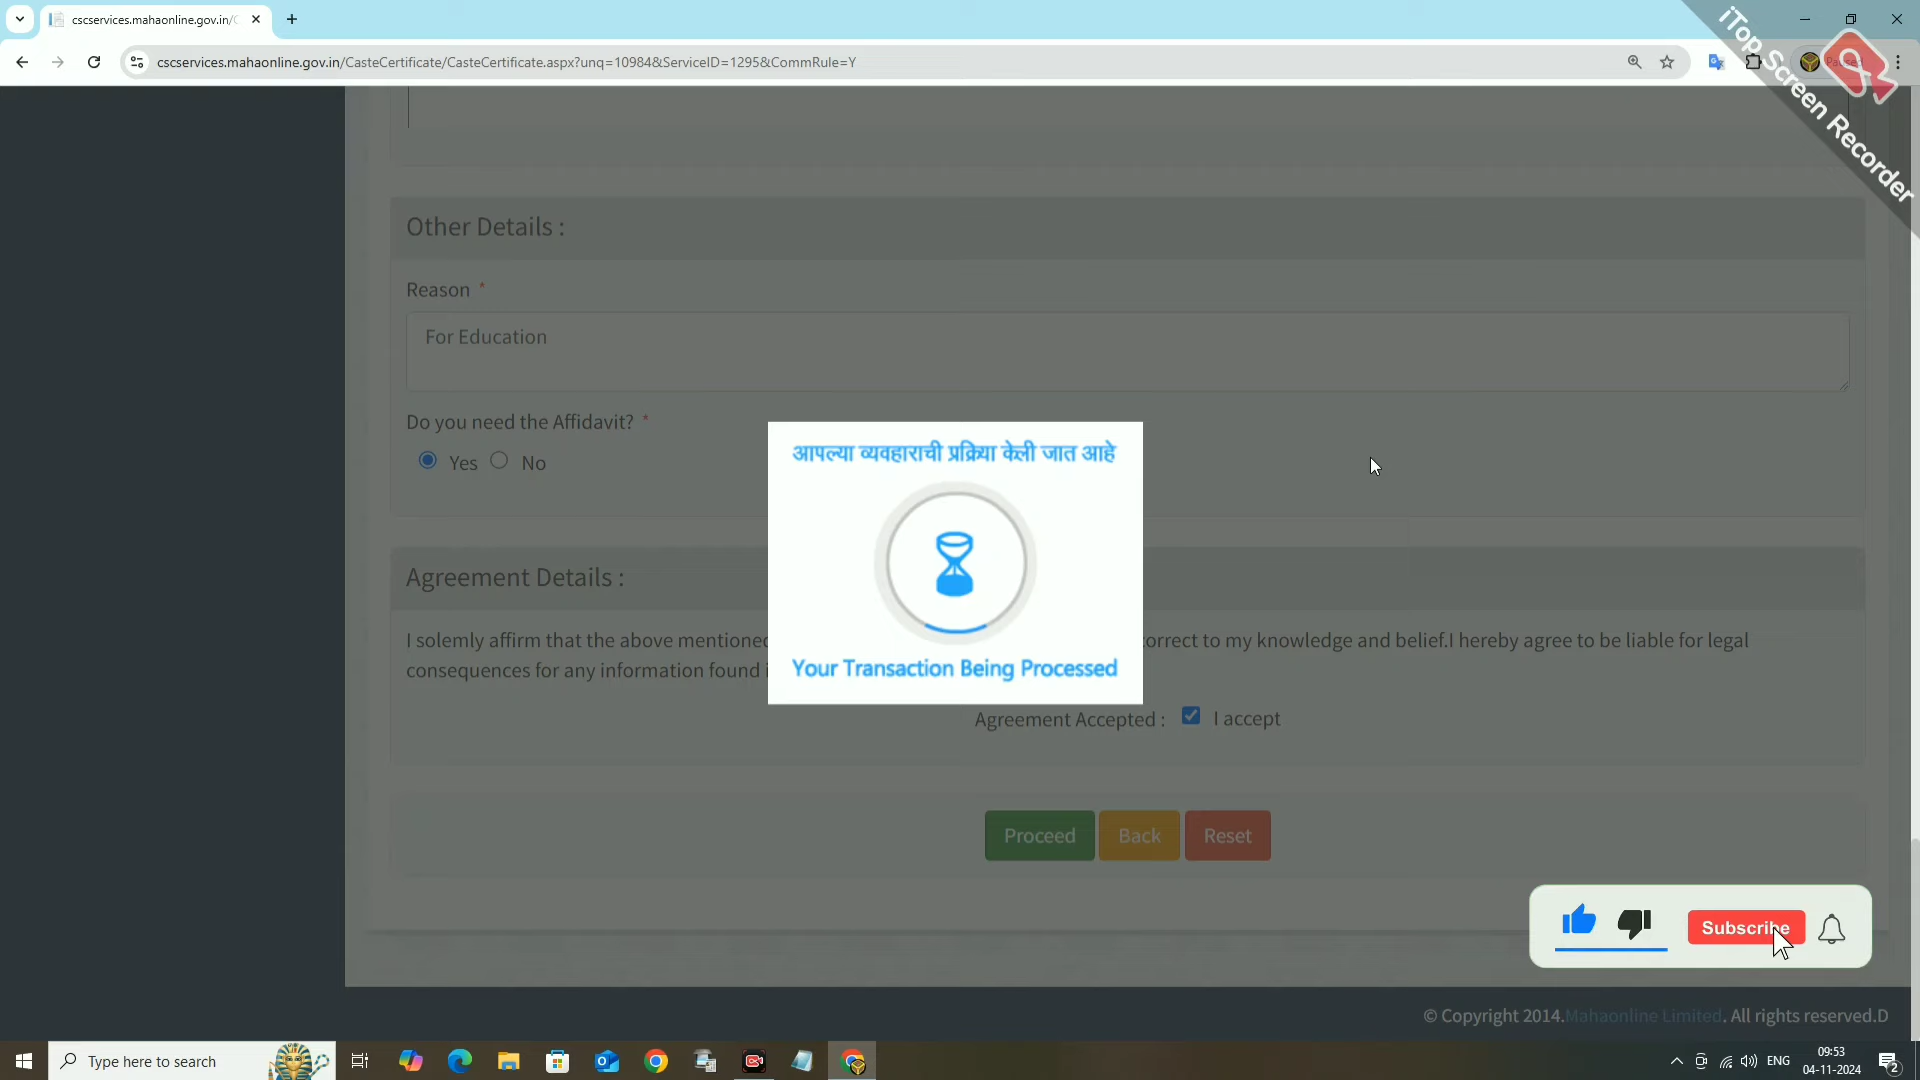 cscservices.mahaonline.gov.in/C
cscservices.mahaonline.gov.in/CasteCertificate/CasteCertificate.aspx?unq=10984&ServiceID=1295&CommRule=Y
iTop Screen Recorder
Other Details :
Reason *
For Education
Do you need the Affidavit? *
Yes No
आपल्या व्यवहाराची प्रक्रिया केली जात आहे
Your Transaction Being Processed
Agreement Details :
I solemly affirm that the above mentioned orrect to my knowledge and belief.I hereby agree to be liable for legal
consequences for any information found i
Agreement Accepted : I accept
Proceed Back Reset
Subscribe
© Copyright 2014.Mahaonline Limited. All rights reserved.D
Type here to search
ENG
09:53
04-11-2024
2